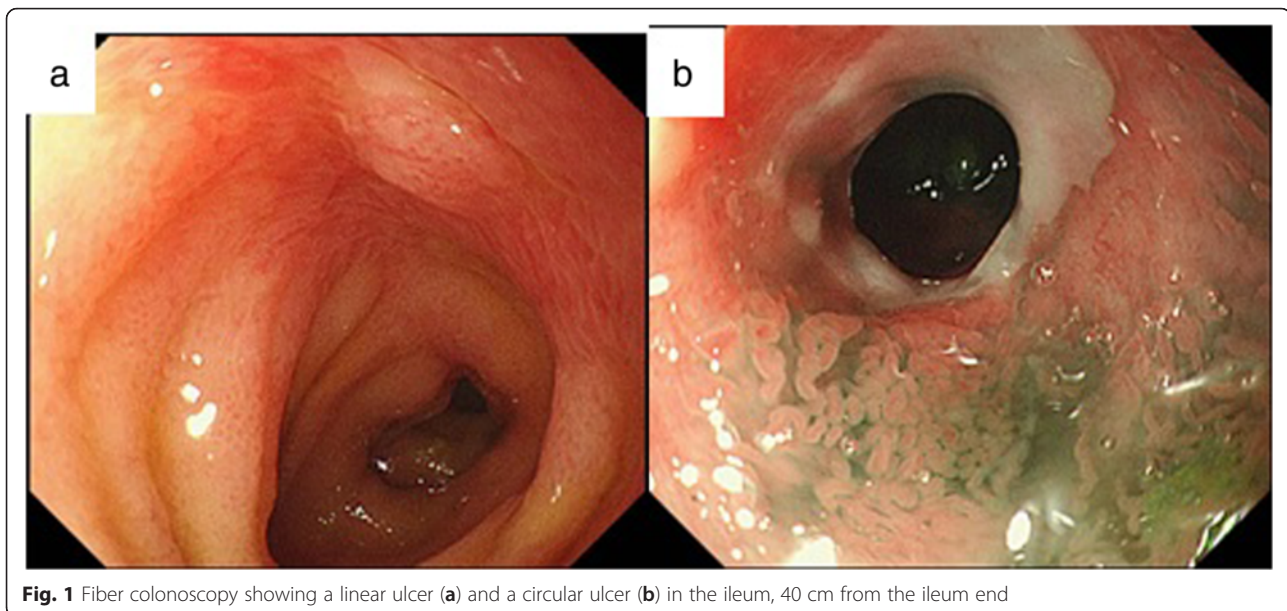 a
b
Fig. 1 Fiber colonoscopy showing a linear ulcer (a) and a circular ulcer (b) in the ileum, 40 cm from the ileum end